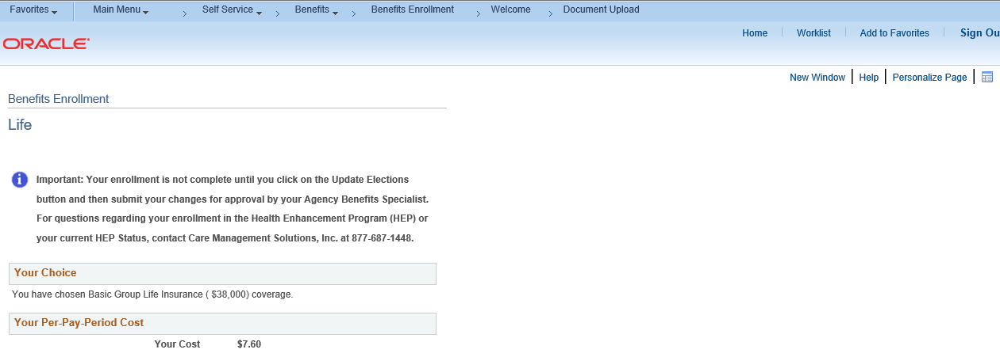 Favorites Main Menu Self Service Benefits Benefits Enrollment Welcome Document Upload
ORACLE
Home Worklist Add to Favorites Sign Ou
New Window Help Personalize Page
Benefits Enrollment
Life
Important: Your enrollment is not complete until you click on the Update Elections
button and then submit your changes for approval by your Agency Benefits Specialist.
For questions regarding your enrollment in the Health Enhancement Program (HEP) or
your current HEP Status, contact Care Management Solutions, Inc. at 877-687-1448.
Your Choice
You have chosen Basic Group Life Insurance ( $38,000) coverage.
Your Per-Pay-Period Cost
Your Cost $7.60